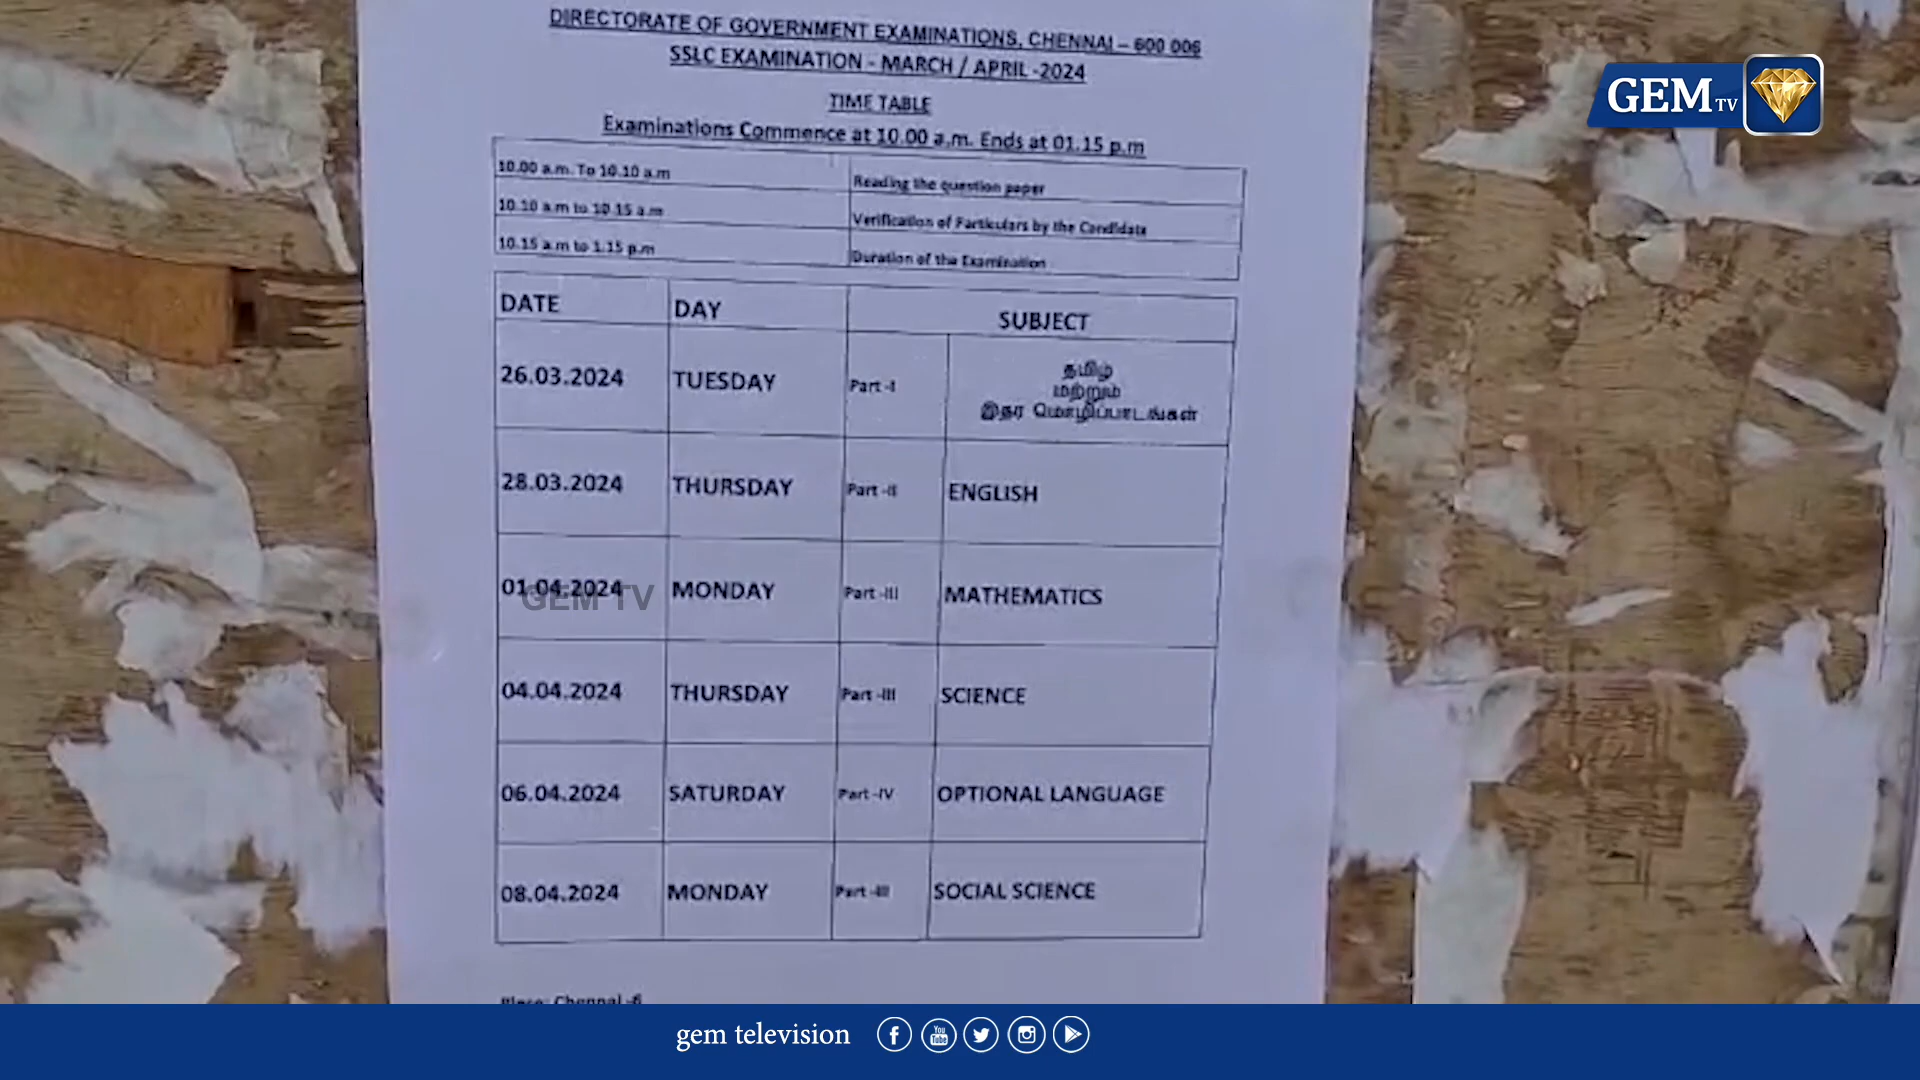 DIRECTORATE OF GOVERNMENT EXAMINATIONS, CHENNAI – 600 006
SSLC EXAMINATION - MARCH / APRIL -2024
TIME TABLE
Examinations Commence at 10.00 a.m. Ends at 01.15 p.m
10.00 a.m. To 10.10 a.m Reading the question paper
10.10 a.m to 10.15 a.m Verification of Particulars by the Candidate
10.15 a.m to 1.15 p.m Duration of the Examination
DATE DAY SUBJECT
26.03.2024 TUESDAY Part -I தமிழ்
மற்றும்
இதர மொழிப்பாடங்கள்
28.03.2024 THURSDAY Part -II ENGLISH
01.04.2024 MONDAY Part -III MATHEMATICS
04.04.2024 THURSDAY Part -III SCIENCE
06.04.2024 SATURDAY Part -IV OPTIONAL LANGUAGE
08.04.2024 MONDAY Part -III SOCIAL SCIENCE
Place: Chennai -6
GEM TV
GEM TV
gem television